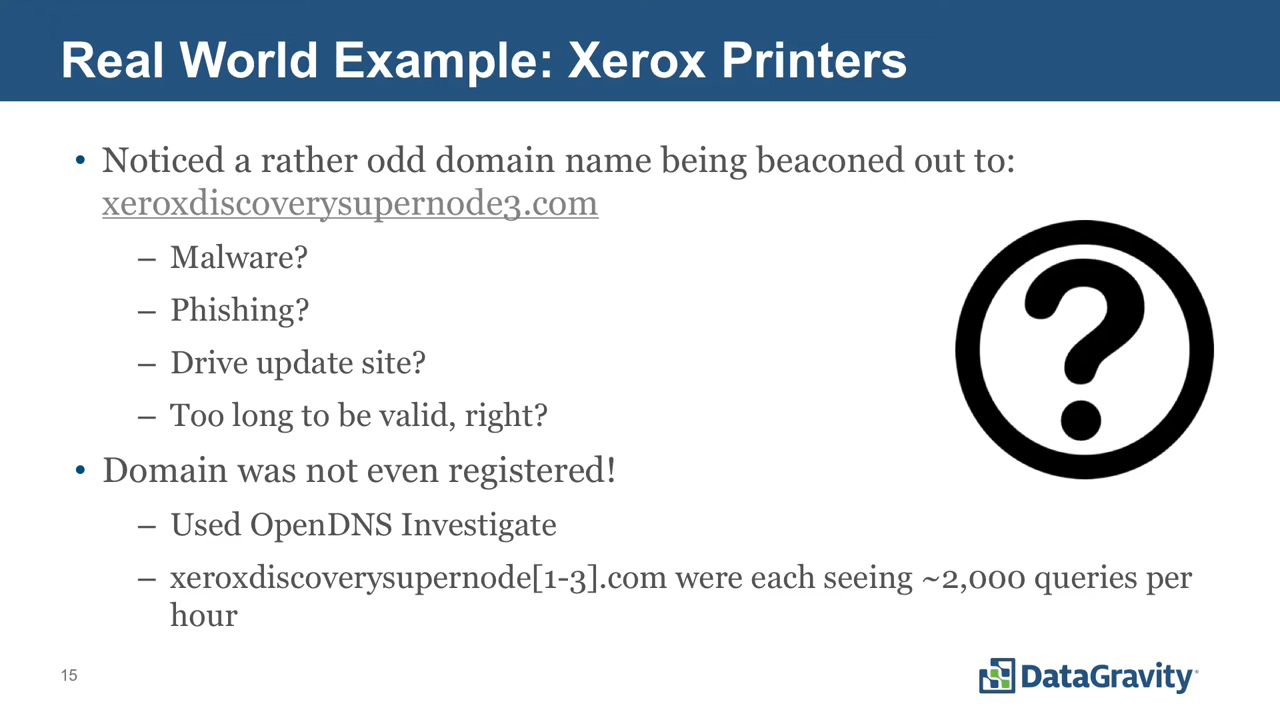 Real World Example: Xerox Printers
• Noticed a rather odd domain name being beaconed out to:
xeroxdiscoverysupernode3.com
– Malware?
– Phishing?
– Drive update site?
– Too long to be valid, right?
• Domain was not even registered!
– Used OpenDNS Investigate
– xeroxdiscoverysupernode[1-3].com were each seeing ~2,000 queries per
hour
15
DataGravity